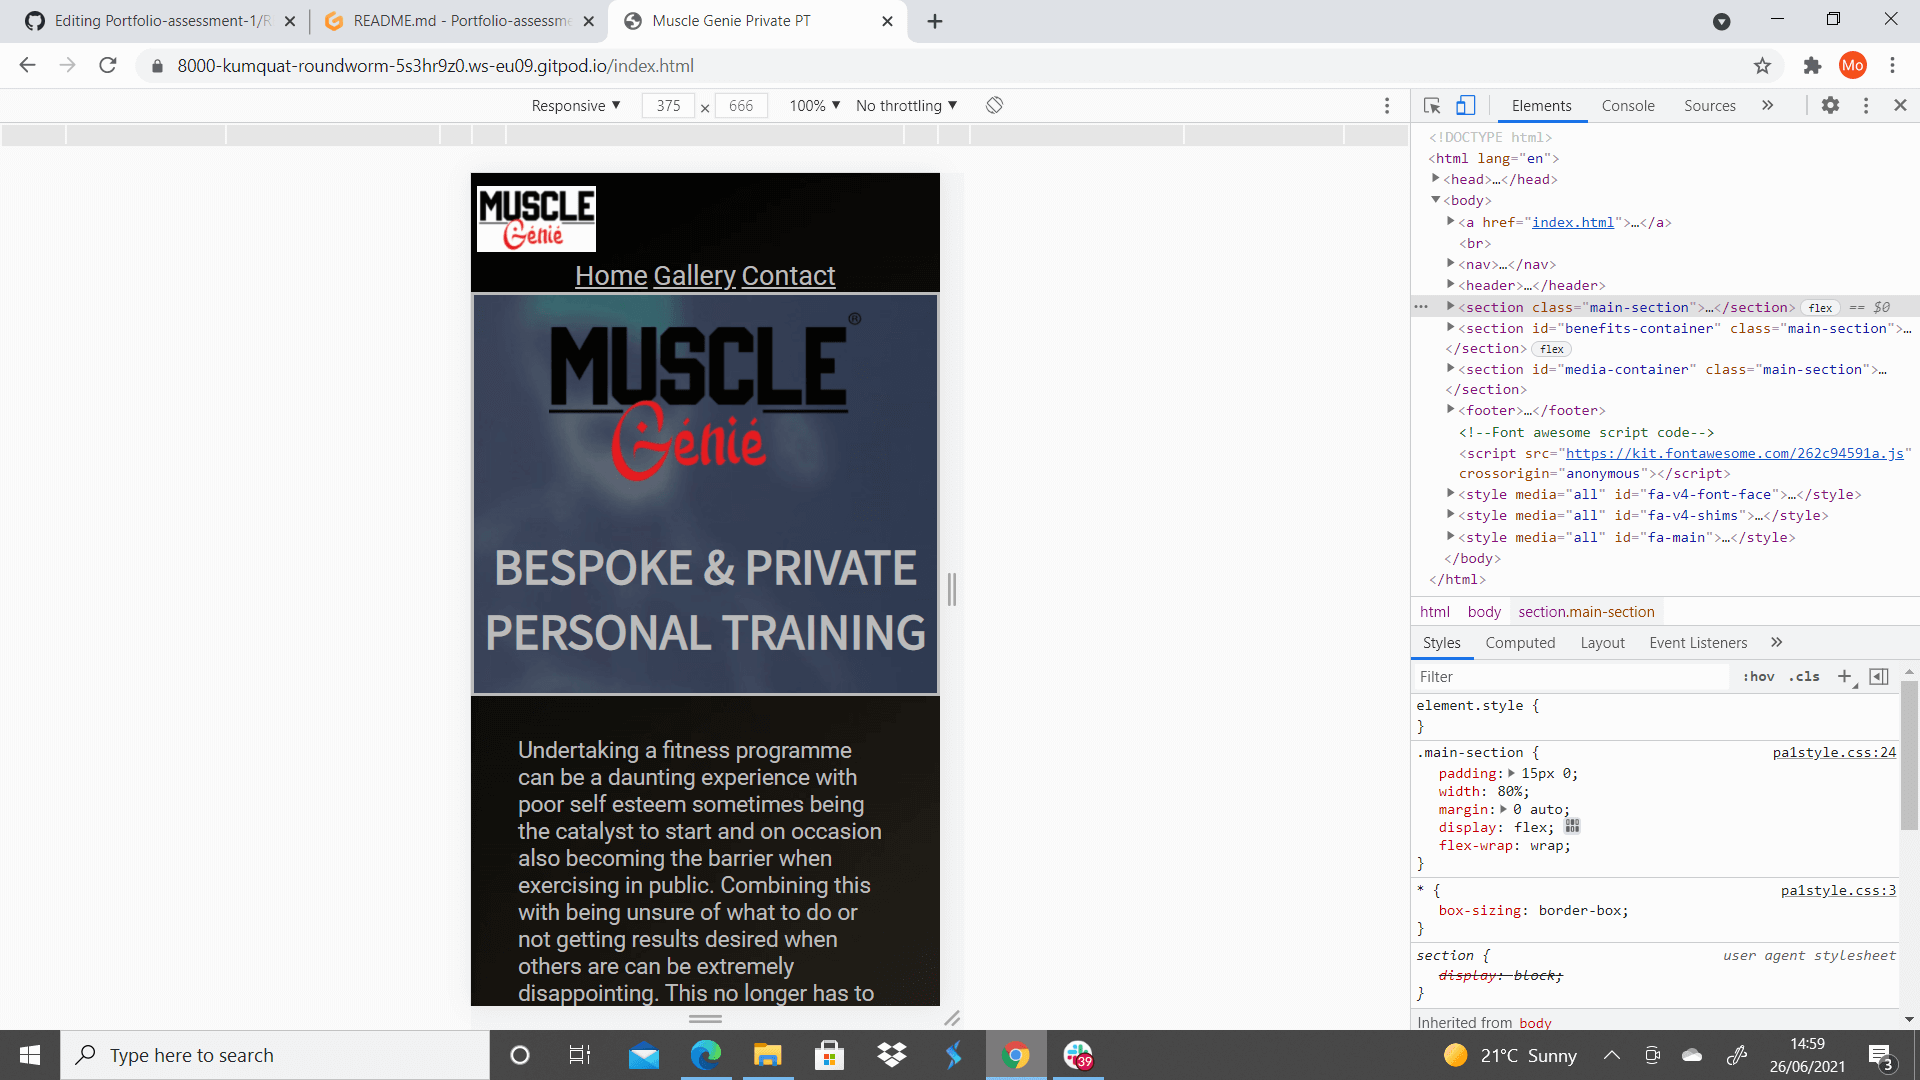 Editing Portfolio-assessment-1/R
README.md - Portfolio-assessme
Muscle Genie Private PT
8000-kumquat-roundworm-5s3hr9z0.ws-eu09.gitpod.io/index.html
Mo
Responsive ▼ 375 × 666 100% ▼ No throttling ▼
Elements Console Sources »
MUSCLE
Génié
Home Gallery Contact
MUSCLE ®
Génié
BESPOKE & PRIVATE
PERSONAL TRAINING
Undertaking a fitness programme
can be a daunting experience with
poor self esteem sometimes being
the catalyst to start and on occasion
also becoming the barrier when
exercising in public. Combining this
with being unsure of what to do or
not getting results desired when
others are can be extremely
disappointing. This no longer has to
<!DOCTYPE html>
<html lang="en">
<head>…</head>
<body>
<a href="index.html">…</a>
<br>
<nav>…</nav>
<header>…</header>
<section class="main-section">…</section> flex == $0
<section id="benefits-container" class="main-section">…
</section> flex
<section id="media-container" class="main-section">…
</section>
<footer>…</footer>
<!--Font awesome script code-->
<script src="https://kit.fontawesome.com/262c94591a.js"
crossorigin="anonymous"></script>
<style media="all" id="fa-v4-font-face">…</style>
<style media="all" id="fa-v4-shims">…</style>
<style media="all" id="fa-main">…</style>
</body>
</html>
html body section.main-section
Styles Computed Layout Event Listeners »
Filter :hov .cls +
element.style {
}
.main-section { pa1style.css:24
padding: 15px 0;
width: 80%;
margin: 0 auto;
display: flex;
flex-wrap: wrap;
}
* { pa1style.css:3
box-sizing: border-box;
}
section { user agent stylesheet
display: block;
}
Inherited from body
Type here to search
39
21°C Sunny
14:59
26/06/2021
3